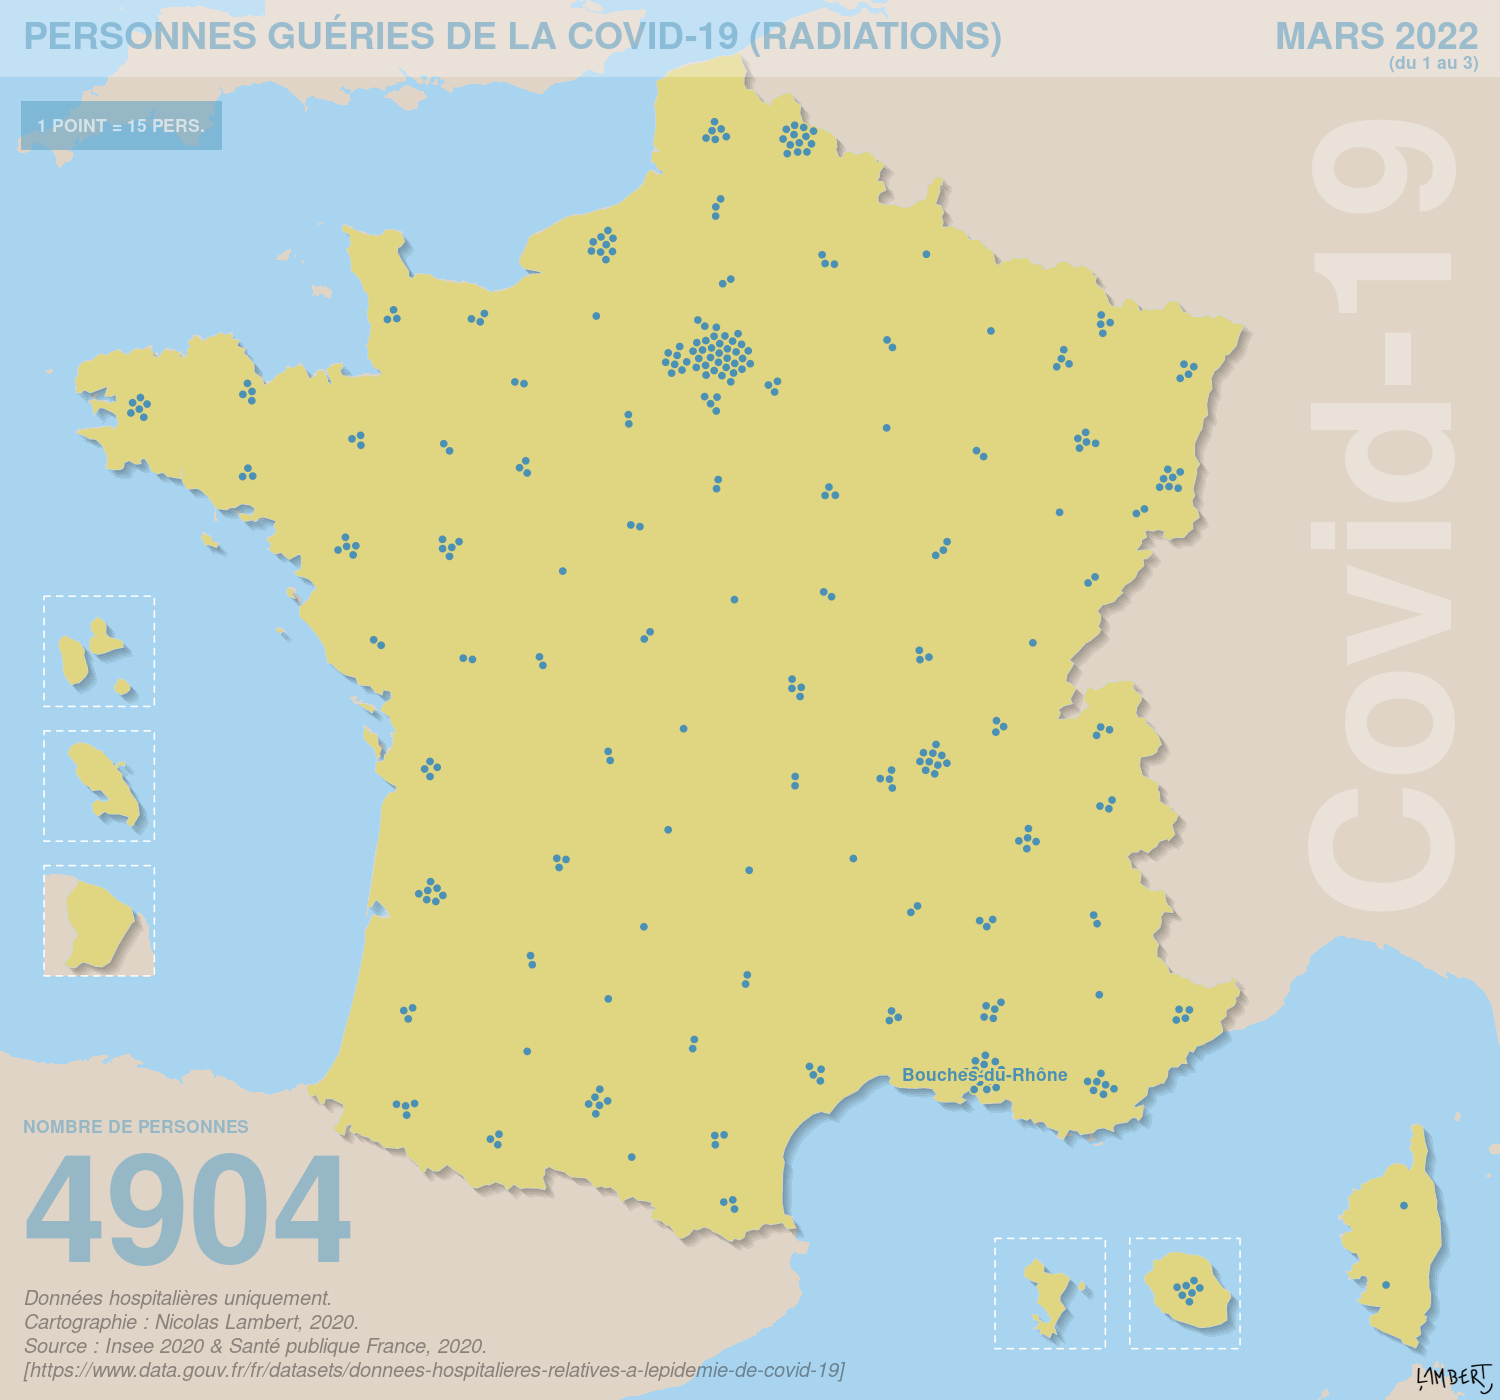 PERSONNES GUÉRIES DE LA COVID-19 (RADIATIONS)
MARS 2022
(du 1 au 3)
1 POINT = 15 PERS.
Covid-19
Bouches-du-Rhône
NOMBRE DE PERSONNES
4904
Données hospitalières uniquement.
Cartographie : Nicolas Lambert, 2020.
Source : Insee 2020 & Santé publique France, 2020.
[https://www.data.gouv.fr/fr/datasets/donnees-hospitalieres-relatives-a-lepidemie-de-covid-19]
LAMBERT